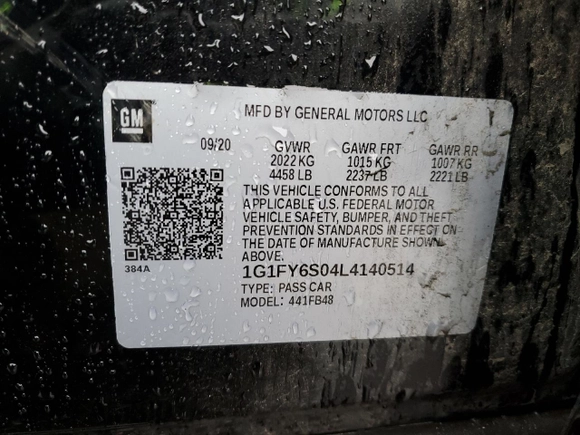 GM
MFD BY GENERAL MOTORS LLC
09/20 GVWR GAWR FRT GAWR RR
2022 KG 1015 KG 1007 KG
4458 LB 2237 LB 2221 LB
THIS VEHICLE CONFORMS TO ALL
APPLICABLE U.S. FEDERAL MOTOR
VEHICLE SAFETY, BUMPER, AND THEFT
PREVENTION STANDARDS IN EFFECT ON
THE DATE OF MANUFACTURE SHOWN
ABOVE.
384A
1G1FY6S04L4140514
TYPE: PASS CAR
MODEL: 441FB48